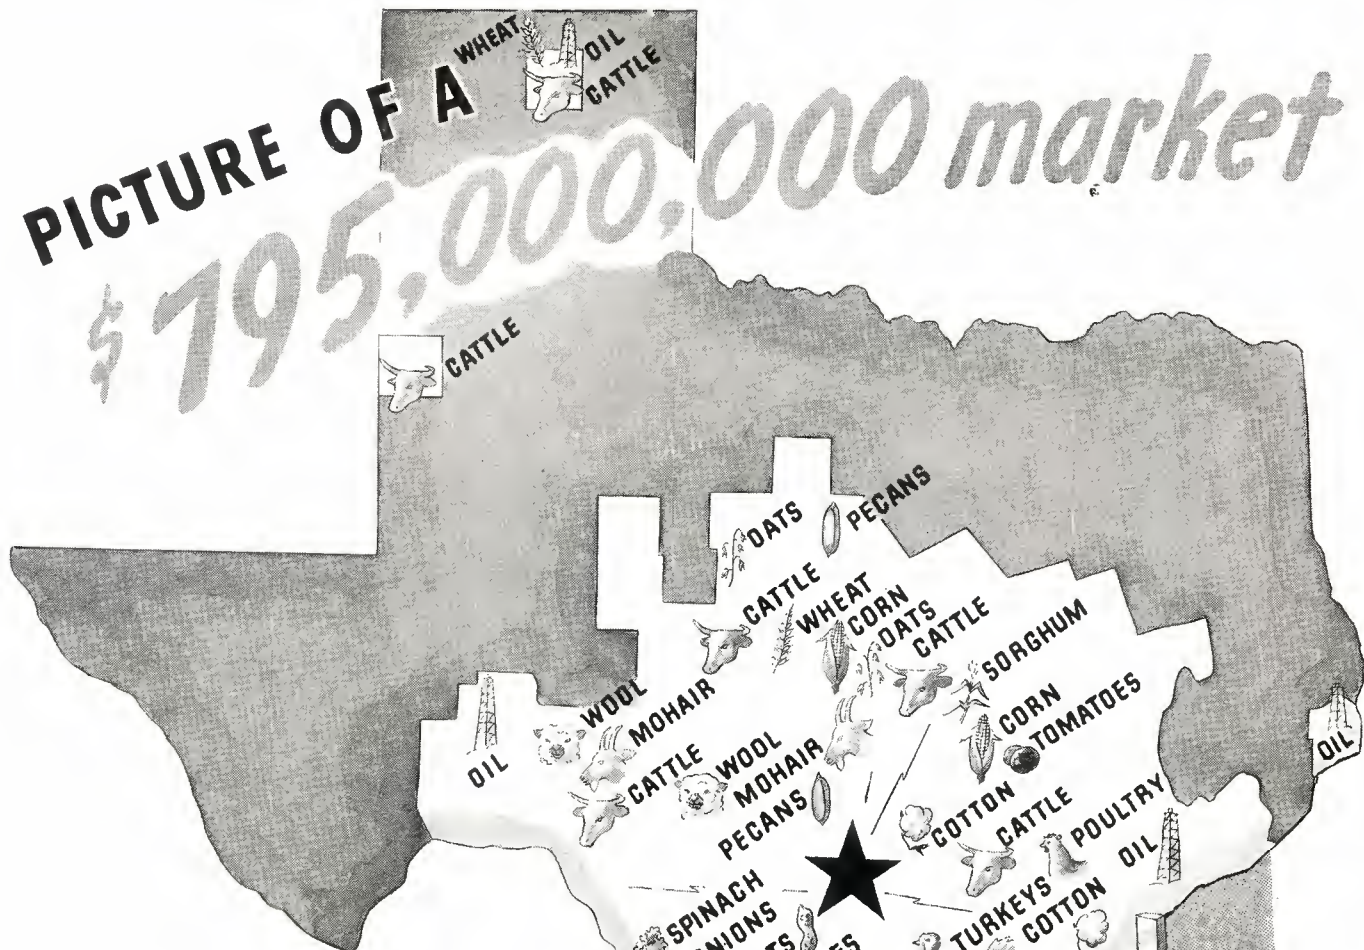 PICTURE OF A
$795,000,000 market
WHEAT
OIL
CATTLE
CATTLE
OATS
PECANS
CATTLE
WHEAT
CORN
OATS
CATTLE
SORGHUM
WOOL
MOHAIR
CORN
TOMATOES
OIL
CATTLE
WOOL
MOHAIR
PECANS
OIL
COTTON
CATTLE
POULTRY
OIL
SPINACH
TURKEYS
COTTON